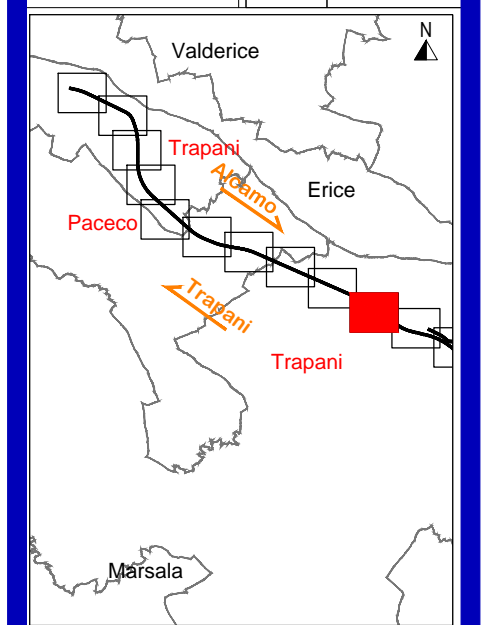 N
Valderice
Trapani
Alcamo
Erice
Paceco
Trapani
Trapani
Marsala